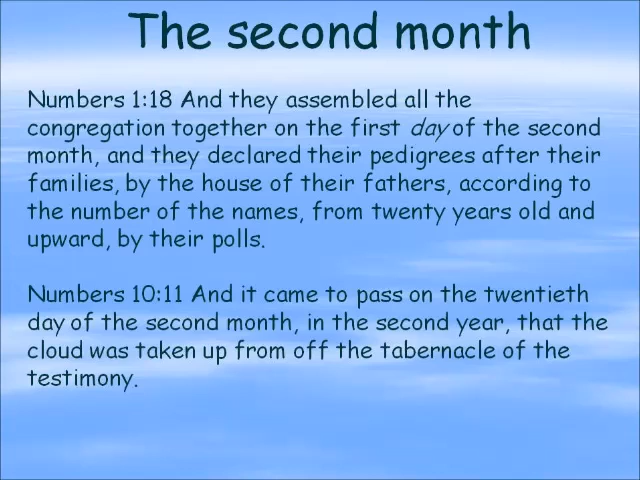 The second month
Numbers 1:18 And they assembled all the
congregation together on the first day of the second
month, and they declared their pedigrees after their
families, by the house of their fathers, according to
the number of the names, from twenty years old and
upward, by their polls.
Numbers 10:11 And it came to pass on the twentieth
day of the second month, in the second year, that the
cloud was taken up from off the tabernacle of the
testimony.